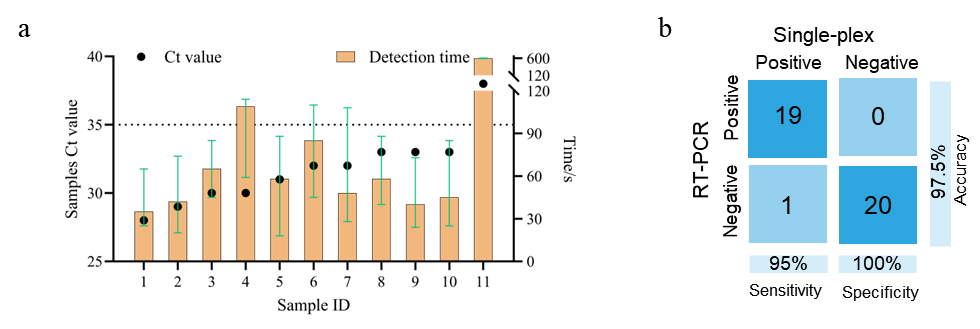 a
Ct value
Detection time
Samples Ct value
40
35
30
25
600
120
120
90
60
30
0
Time/s
1 2 3 4 5 6 7 8 9 10 11
Sample ID
b
Single-plex
Positive Negative
RT-PCR
Positive
19 0
Negative
1 20
97.5%
Accuracy
95% 100%
Sensitivity Specificity